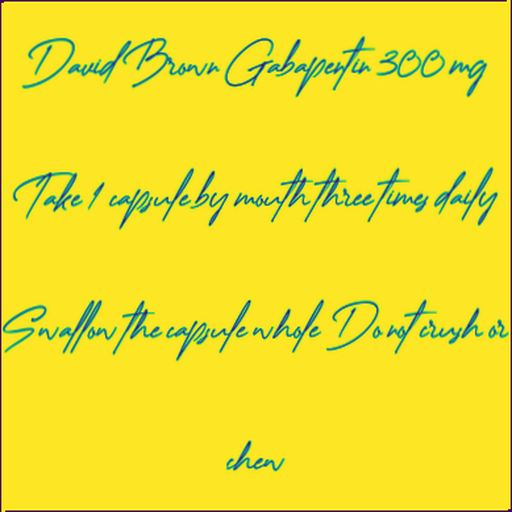 David Brown Gabapentin 300 mg
Take 1 capsule by mouth three times daily
Swallow the capsule whole Do not crush or
chew